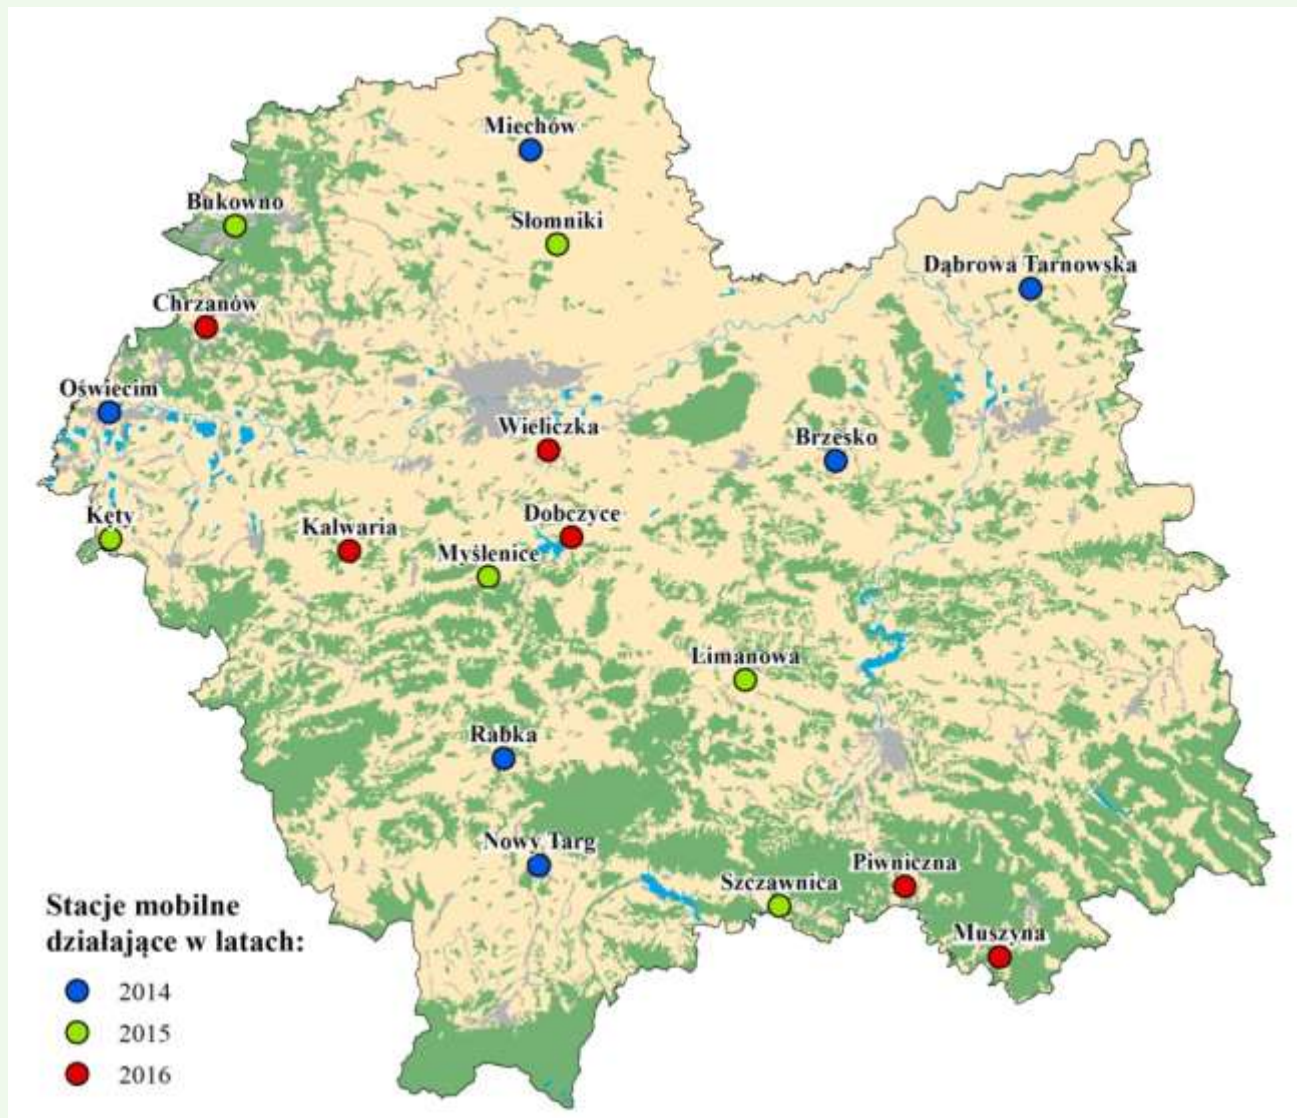 Miechów
Bukowno
Słomniki
Dąbrowa Tarnowska
Chrzanów
Oświęcim
Wieliczka
Brzesko
Kęty
Kalwaria
Dobczyce
Myślenice
Limanowa
Rabka
Nowy Targ
Piwniczna
Szczawnica
Muszyna
Stacje mobilne
działające w latach:
2014
2015
2016